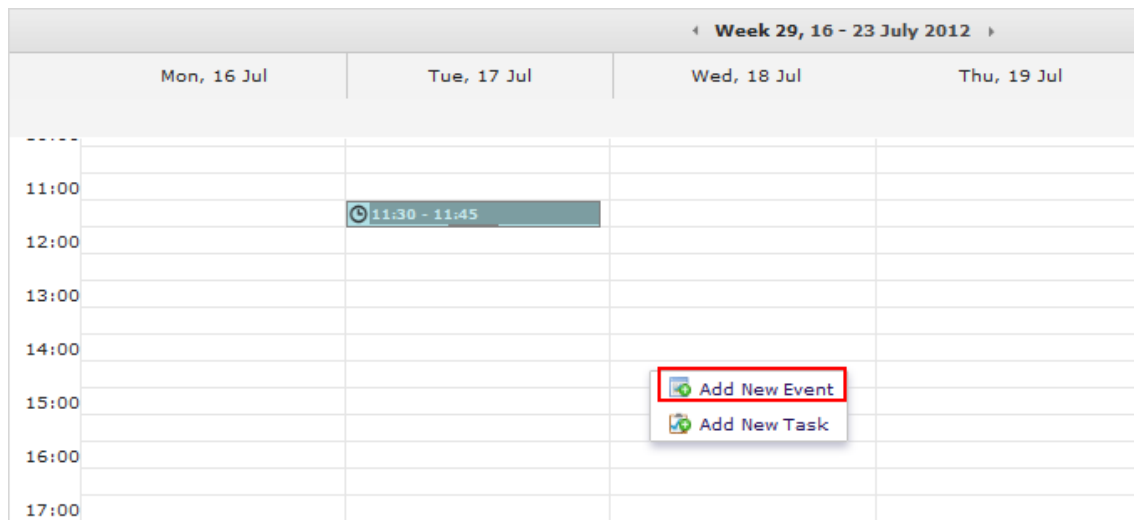 Week 29, 16 - 23 July 2012
Mon, 16 Jul Tue, 17 Jul Wed, 18 Jul Thu, 19 Jul
11:00
11:30 - 11:45
12:00
13:00
14:00
Add New Event
15:00
Add New Task
16:00
17:00